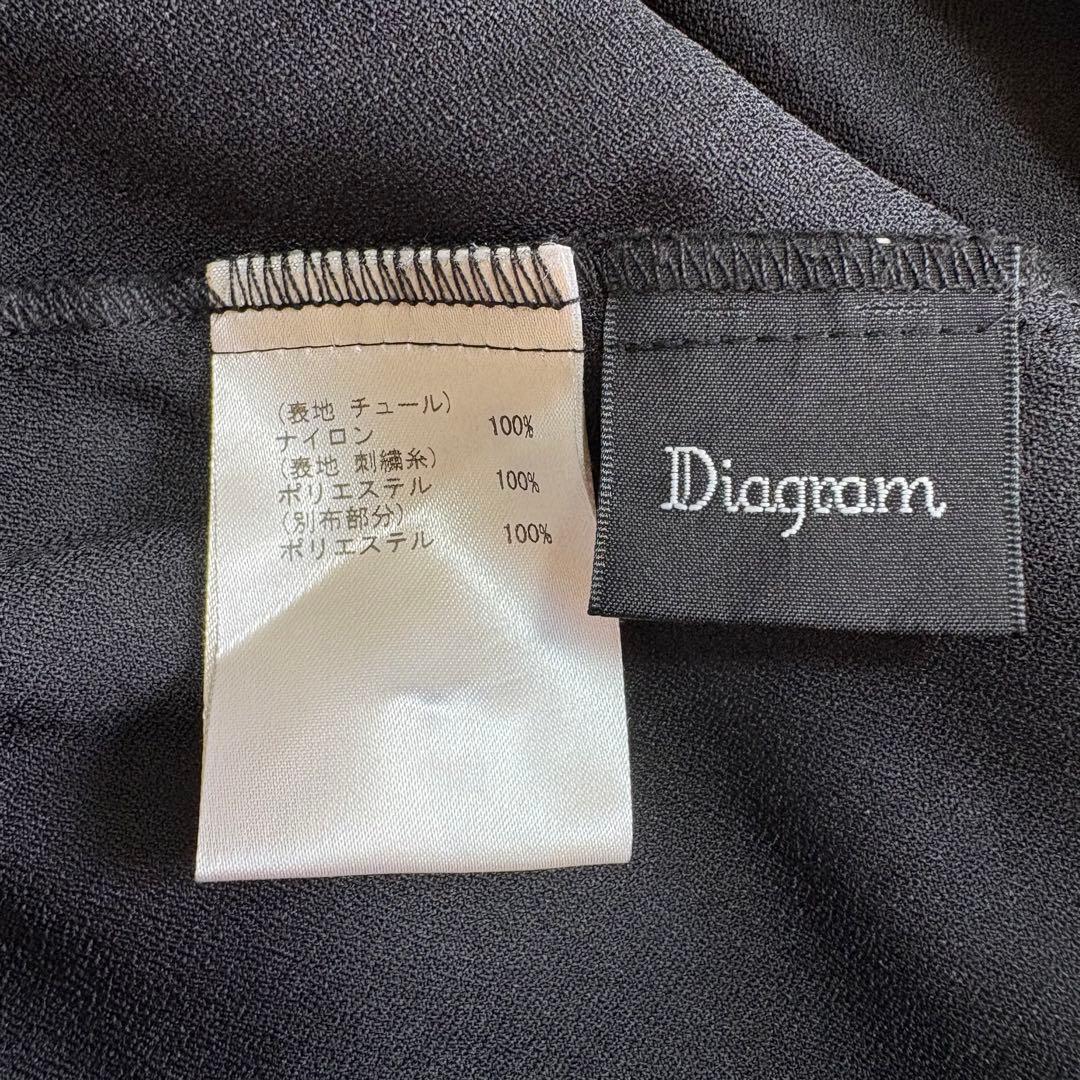 (表地 チュール)
ナイロン 100%
(表地 刺繍糸)
ポリエステル 100%
(別布部分)
ポリエステル 100%
Diagram